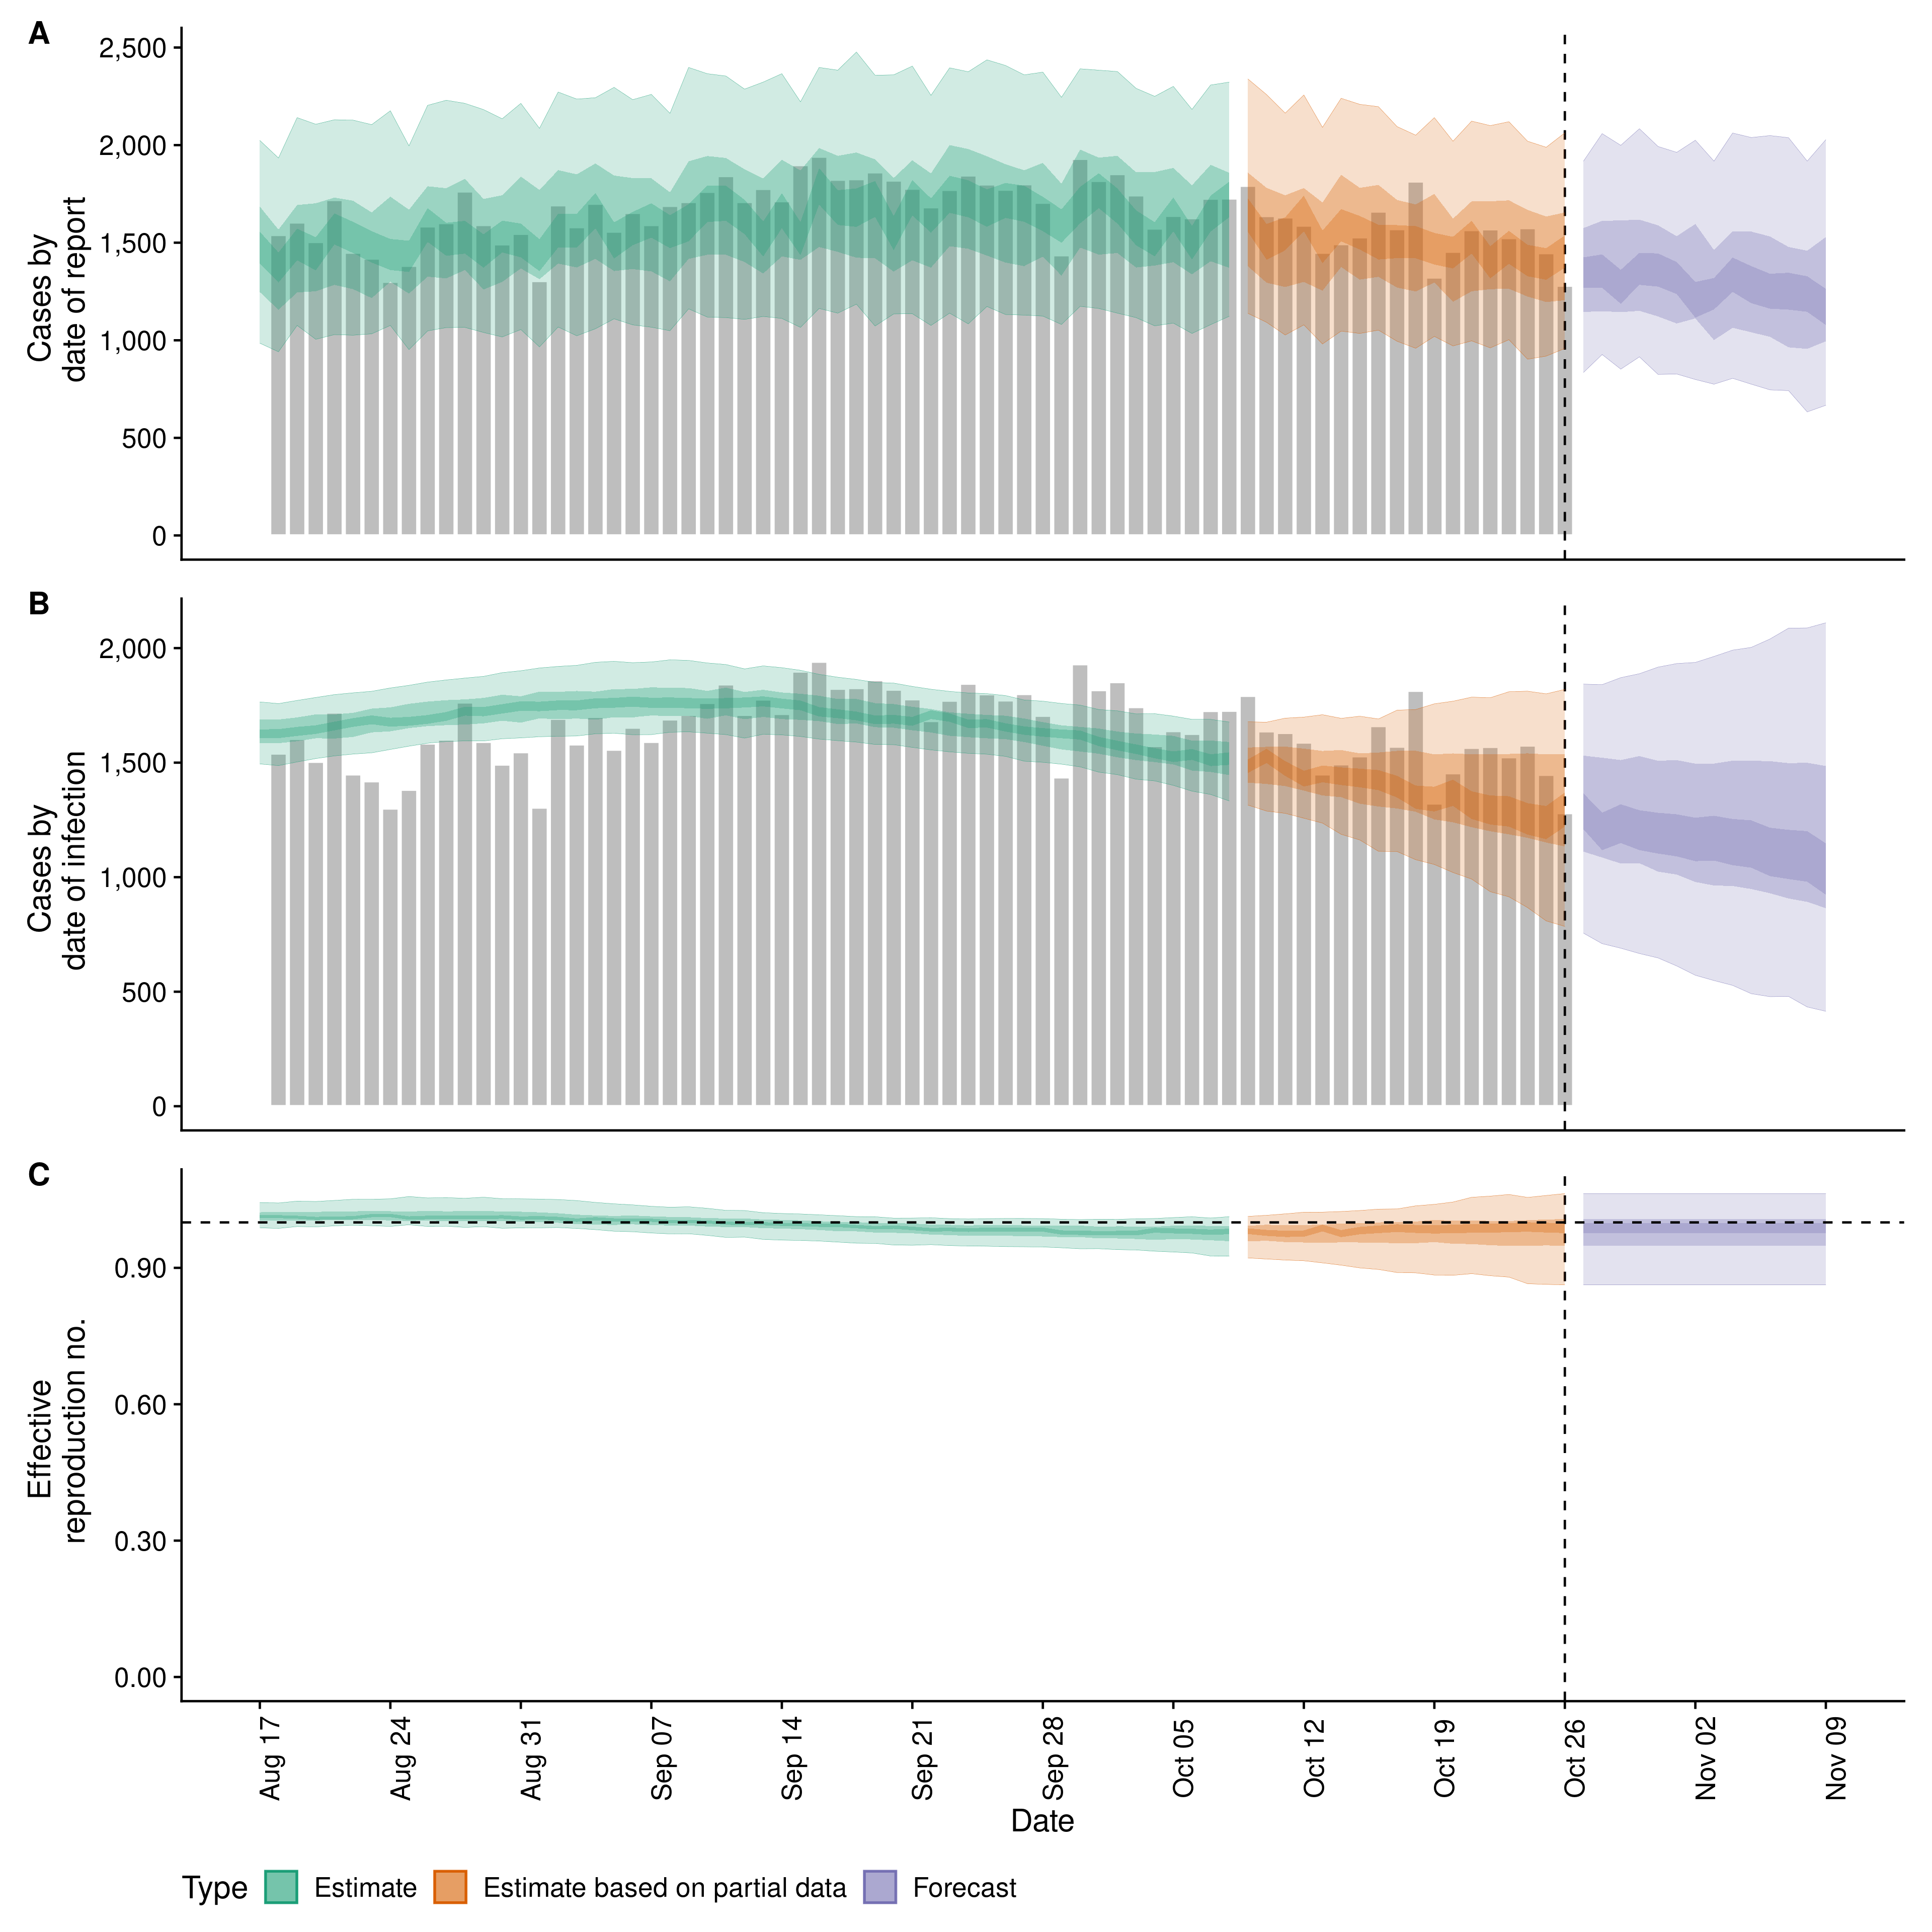 A
2,500
2,000
1,500
1,000
500
0
Cases by
date of report
B
2,000
1,500
1,000
500
0
Cases by
date of infection
C
0.90
0.60
0.30
0.00
Effective
reproduction no.
Aug 17
Aug 24
Aug 31
Sep 07
Sep 14
Sep 21
Sep 28
Oct 05
Oct 12
Oct 19
Oct 26
Nov 02
Nov 09
Date
Type Estimate Estimate based on partial data Forecast